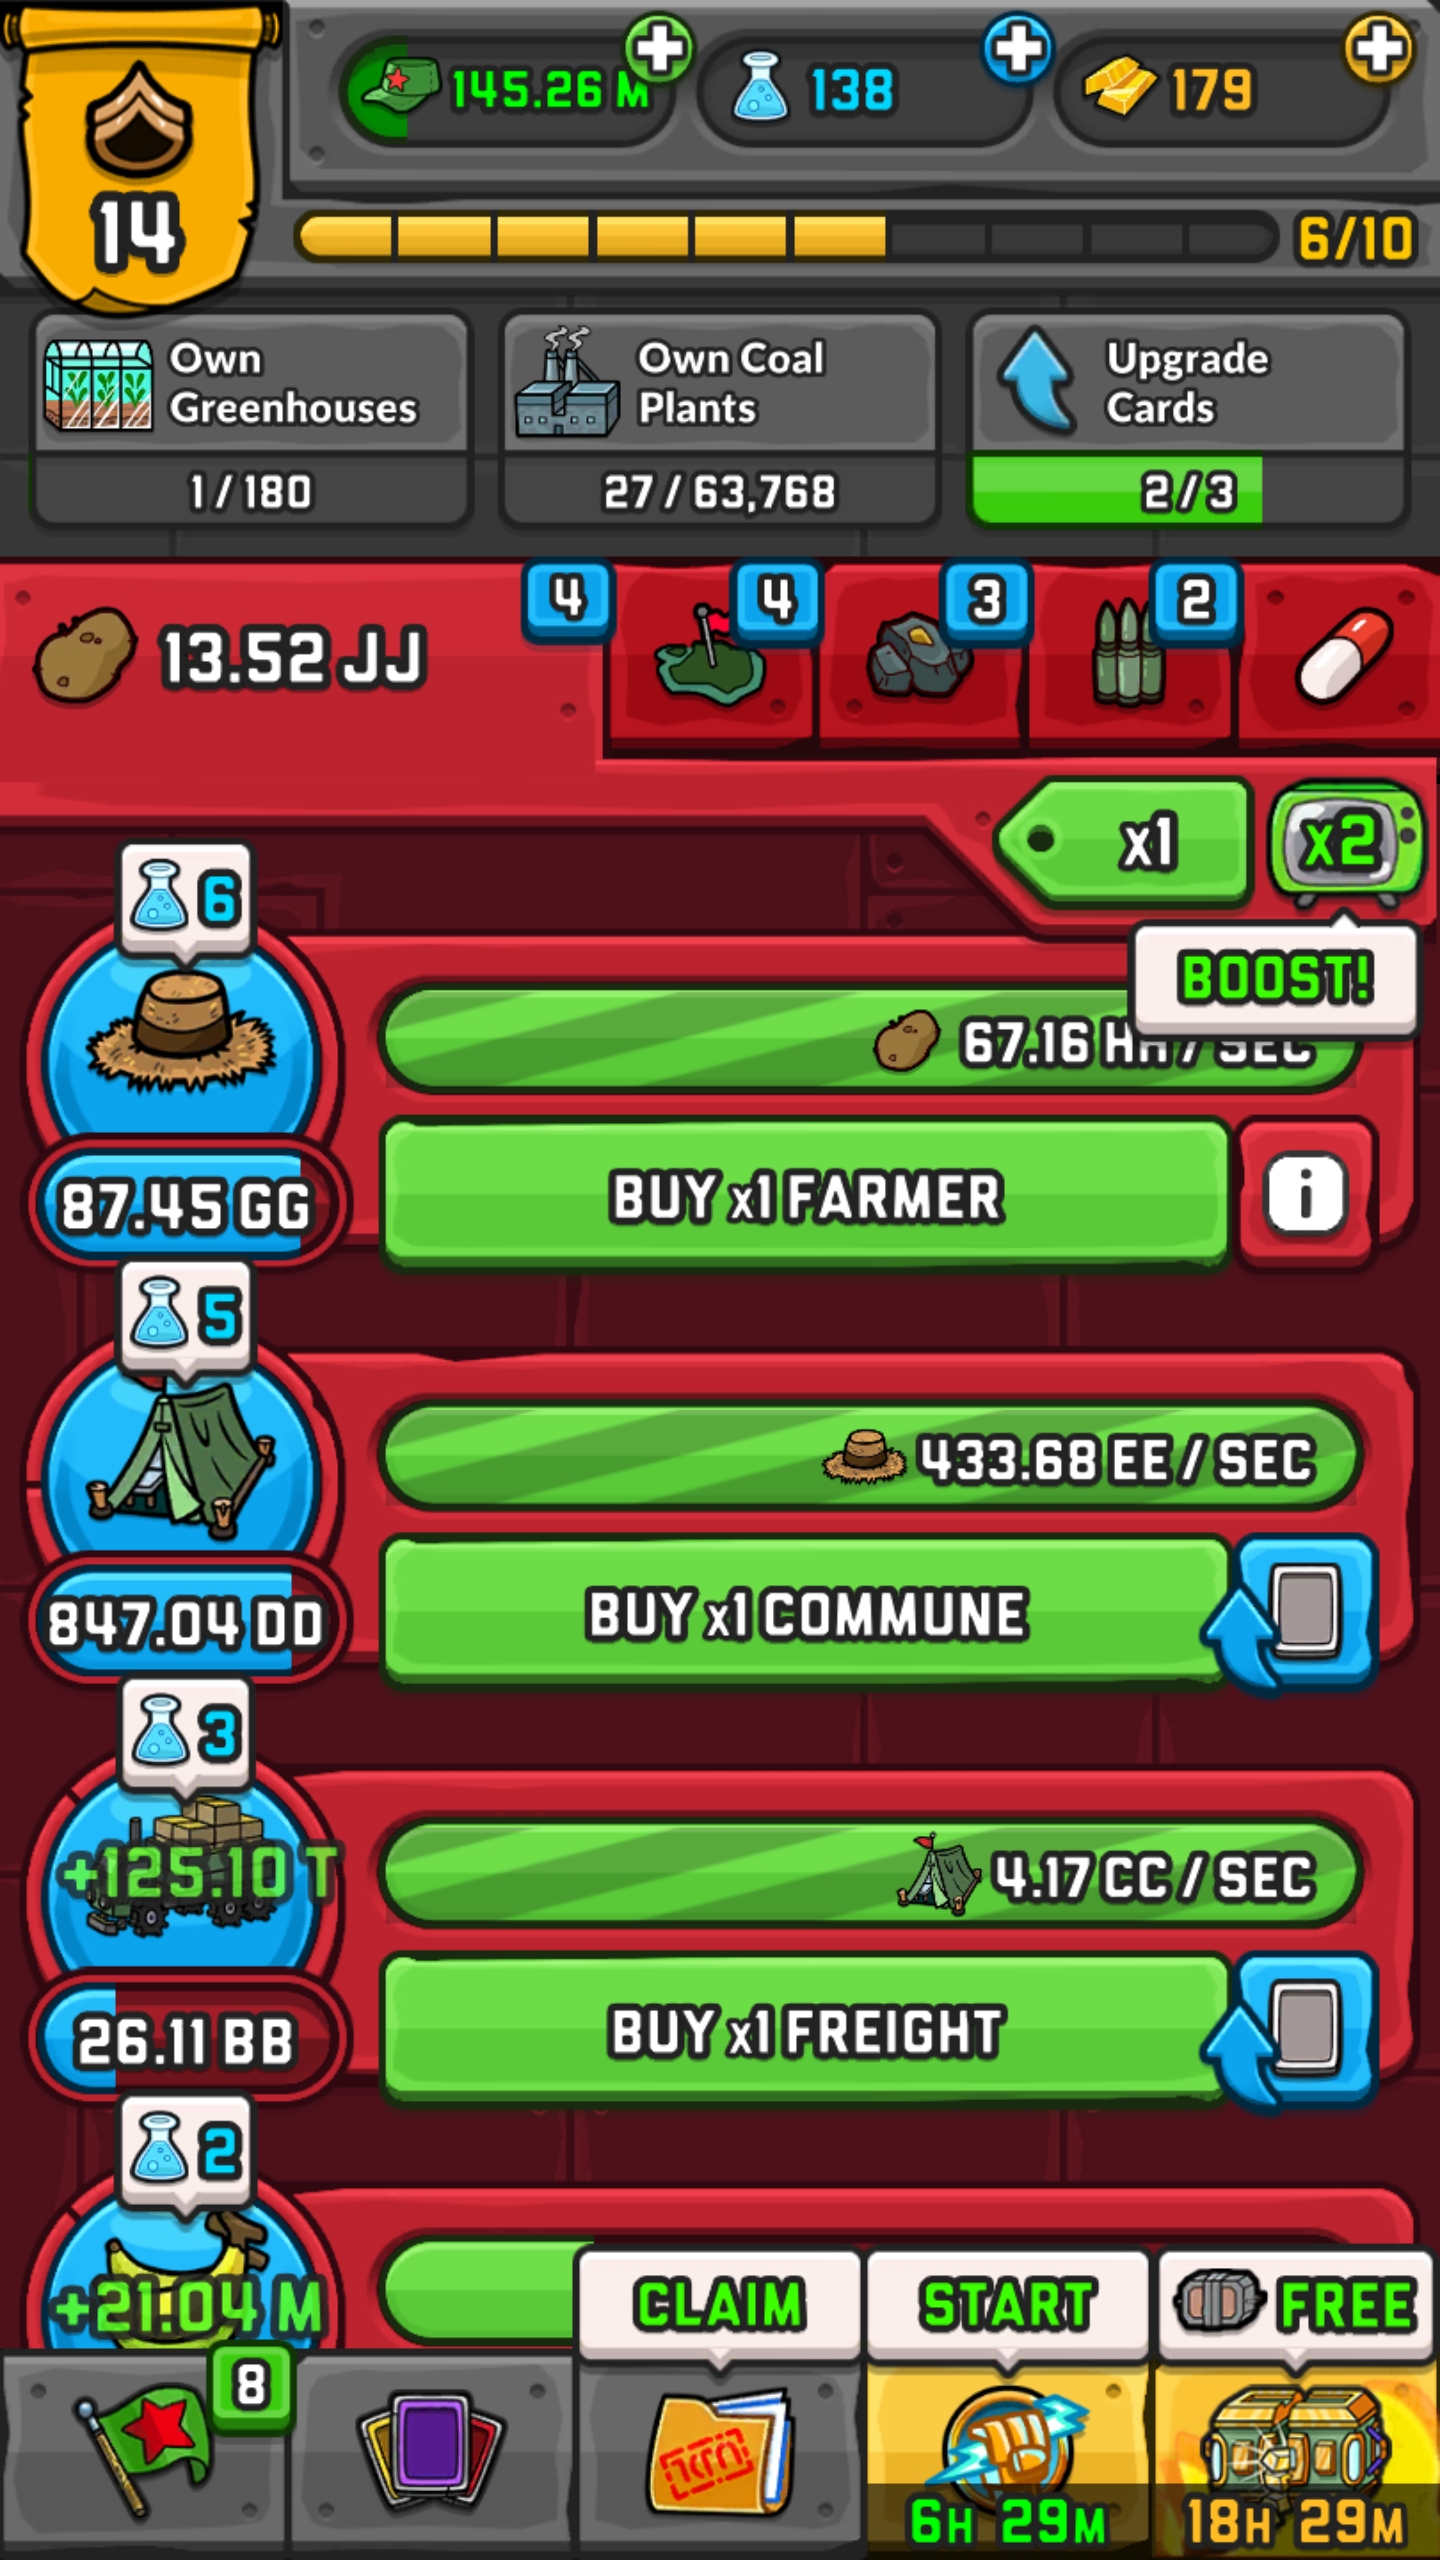 145.26 M
138
179
14
6/10
Own
Greenhouses
1 / 180
Own Coal
Plants
27 / 63,768
Upgrade
Cards
2 / 3
13.52 JJ
4
4
3
2
x1
x2
BOOST!
6
67.16 HH / SEC
87.45 GG
BUY x1 FARMER
i
5
433.68 EE / SEC
847.04 DD
BUY x1 COMMUNE
3
+125.10 T
4.17 CC / SEC
26.11 BB
BUY x1 FREIGHT
2
+21.04 M
CLAIM
START
FREE
8
6H 29M
18H 29M